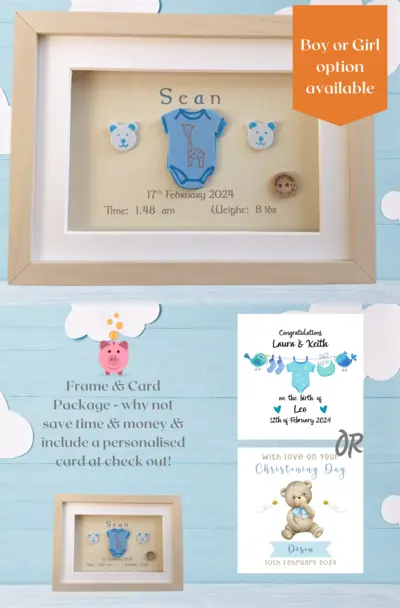 Boy or Girl
option
available
Sean
17th February 2024
Time: 1.48 am
Weight: 8 lbs
Frame & Card
Package - why not
save time & money &
include a personalised
card at check out!
Congratulations
Laura & Keith
on the birth of
Leo
12th of February 2024
OR
With love on your
Christening Day
Oisin
10th February 2024
Sean